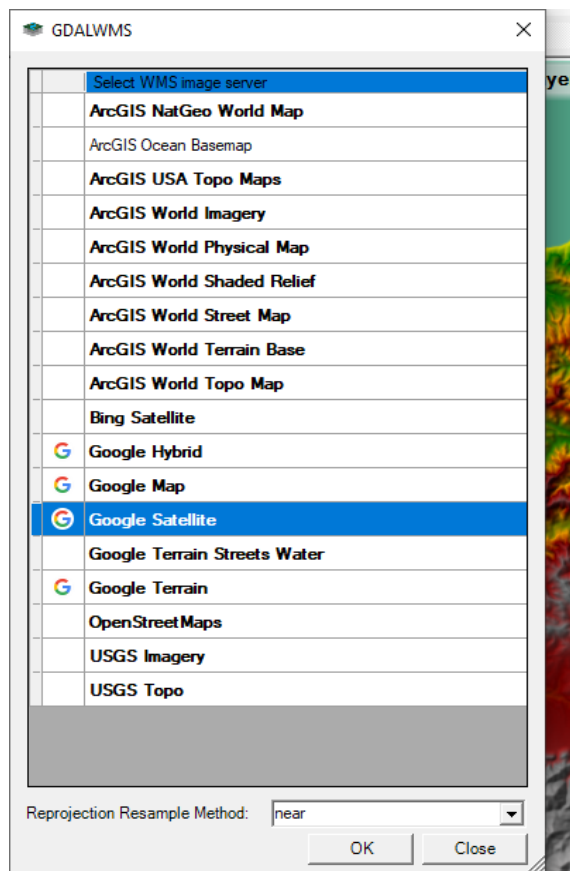 GDALWMS
Select WMS image server
ye
ArcGIS NatGeo World Map
ArcGIS Ocean Basemap
ArcGIS USA Topo Maps
ArcGIS World Imagery
ArcGIS World Physical Map
ArcGIS World Shaded Relief
ArcGIS World Street Map
ArcGIS World Terrain Base
ArcGIS World Topo Map
Bing Satellite
G Google Hybrid
G Google Map
G Google Satellite
Google Terrain Streets Water
G Google Terrain
OpenStreetMaps
USGS Imagery
USGS Topo
Reprojection Resample Method: near
OK Close